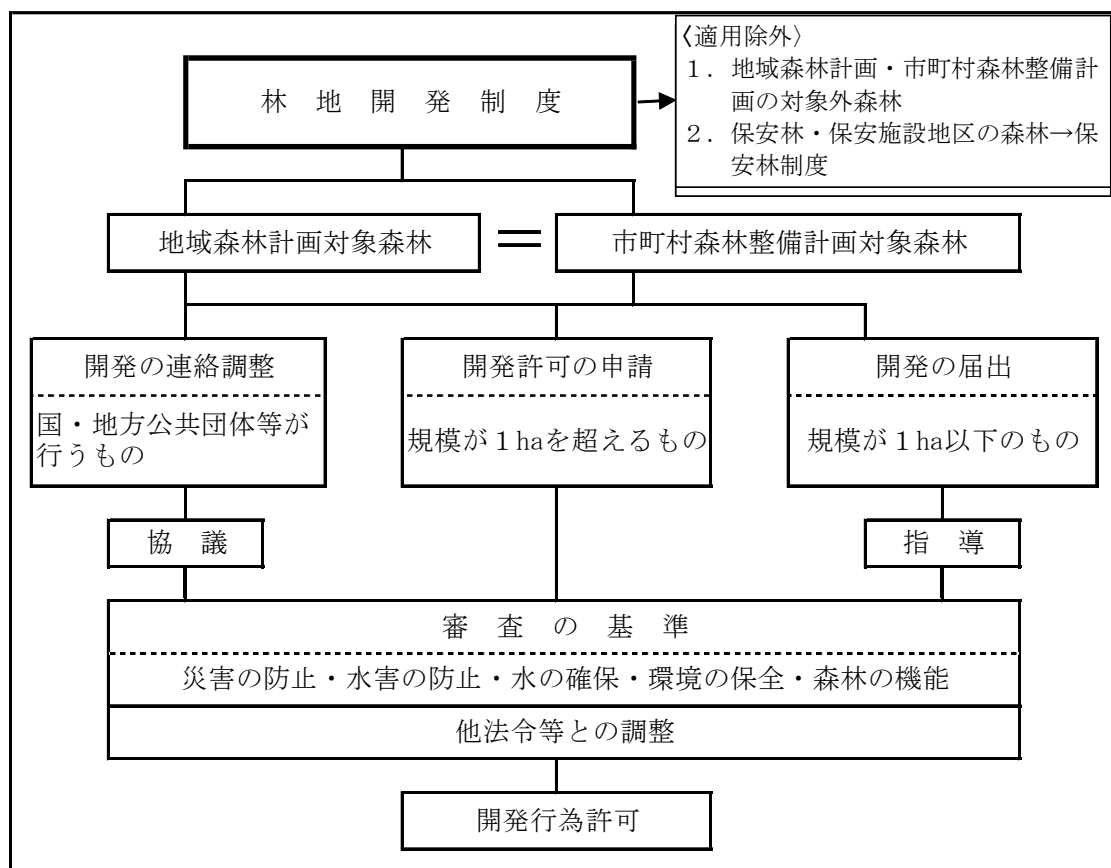 林地開発制度
〈適用除外〉
１．地域森林計画・市町村森林整備計
画の対象外森林
２．保安林・保安施設地区の森林→保
安林制度
地域森林計画対象森林 ＝ 市町村森林整備計画対象森林
開発の連絡調整
国・地方公共団体等が
行うもの
開発許可の申請
規模が１haを超えるもの
開発の届出
規模が１ha以下のもの
協議
指導
審査の基準
災害の防止・水害の防止・水の確保・環境の保全・森林の機能
他法令等との調整
開発行為許可